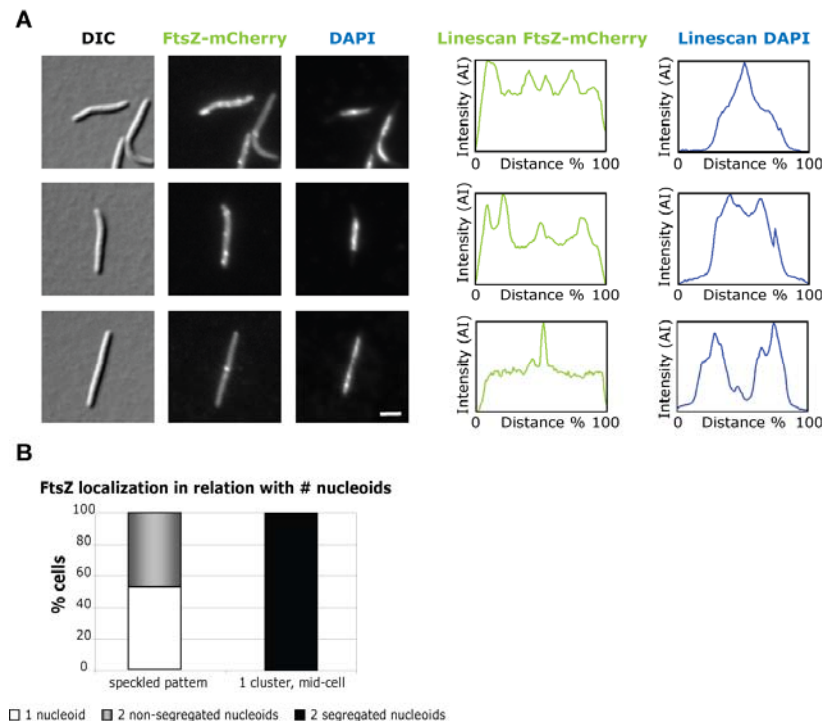 A
DIC FtsZ-mCherry DAPI Linescan FtsZ-mCherry Linescan DAPI
Intensity (AI) Intensity (AI)
0 Distance % 100 0 Distance % 100
Intensity (AI) Intensity (AI)
0 Distance % 100 0 Distance % 100
Intensity (AI) Intensity (AI)
0 Distance % 100 0 Distance % 100
B
FtsZ localization in relation with # nucleoids
% cells
100
80
60
40
20
0
speckled pattern 1 cluster, mid-cell
1 nucleoid 2 non-segregated nucleoids 2 segregated nucleoids